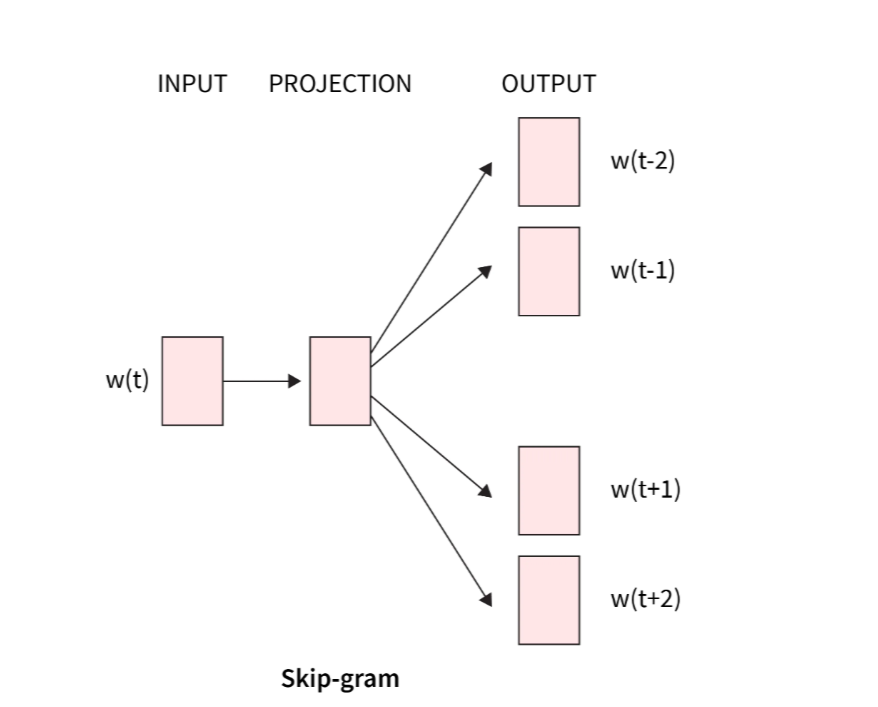 INPUT PROJECTION OUTPUT
w(t-2)
w(t-1)
w(t)
w(t+1)
w(t+2)
Skip-gram